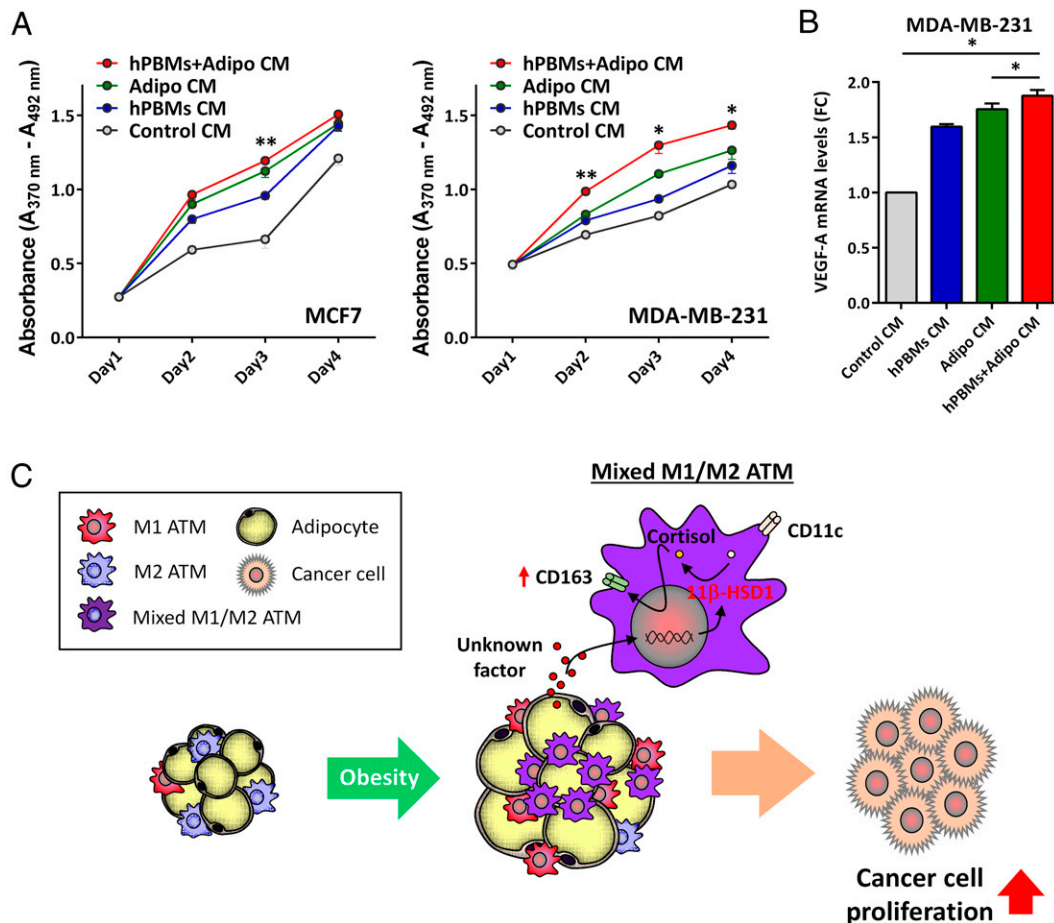 A
Absorbance (A370 nm - A492 nm)
1.5
1.0
0.5
0.0
hPBMs+Adipo CM
Adipo CM
hPBMs CM
Control CM
**
MCF7
Day1
Day2
Day3
Day4
Absorbance (A370 nm - A492 nm)
1.5
1.0
0.5
0.0
hPBMs+Adipo CM
Adipo CM
hPBMs CM
Control CM
**
*
*
MDA-MB-231
Day1
Day2
Day3
Day4
B
MDA-MB-231
*
*
VEGF-A mRNA levels (FC)
2.0
1.5
1.0
0.5
0.0
Control CM
hPBMs CM
Adipo CM
hPBMs+Adipo CM
C
M1 ATM
Adipocyte
M2 ATM
Cancer cell
Mixed M1/M2 ATM
Mixed M1/M2 ATM
CD11c
Cortisol
CD163
11β-HSD1
Unknown
factor
Obesity
Cancer cell
proliferation